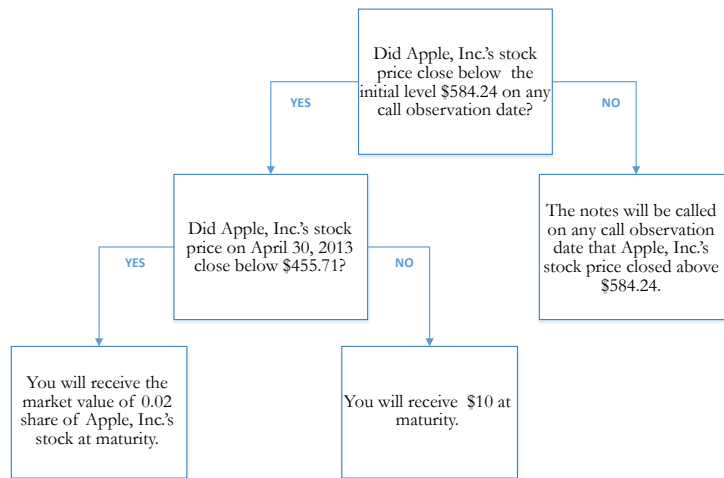 Did Apple, Inc.'s stock
price close below the
initial level $584.24 on any
call observation date?
YES
NO
Did Apple, Inc.'s stock
price on April 30, 2013
close below $455.71?
The notes will be called
on any call observation
date that Apple, Inc.'s
stock price closed above
$584.24.
YES
NO
You will receive the
market value of 0.02
share of Apple, Inc.'s
stock at maturity.
You will receive $10 at
maturity.